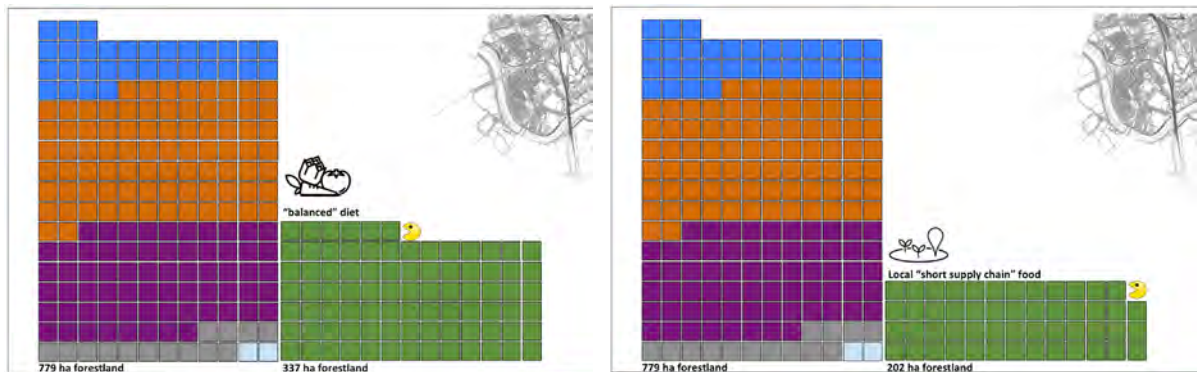 "balanced" diet
779 ha forestland
337 ha forestland
Local "short supply chain" food
779 ha forestland
202 ha forestland